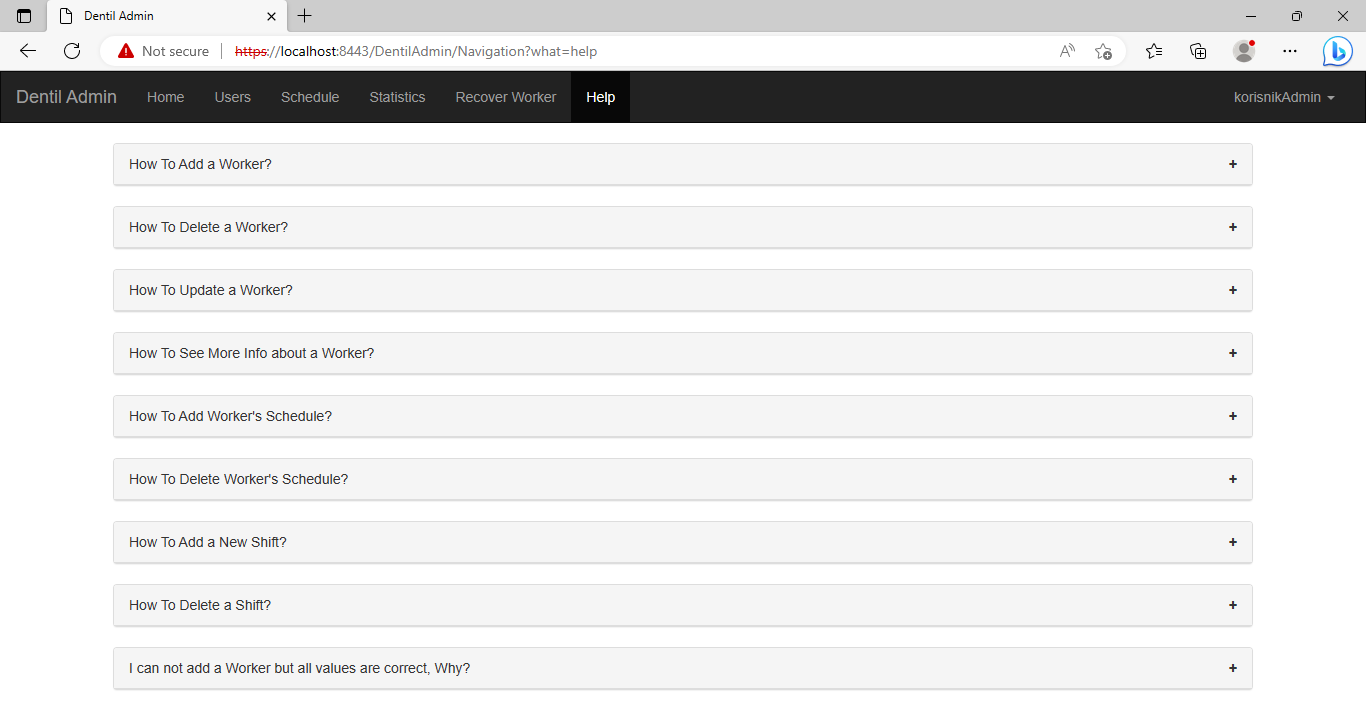 Dentil Admin
Not secure https://localhost:8443/DentilAdmin/Navigation?what=help
Dentil Admin Home Users Schedule Statistics Recover Worker Help korisnikAdmin
How To Add a Worker? +
How To Delete a Worker? +
How To Update a Worker? +
How To See More Info about a Worker? +
How To Add Worker's Schedule? +
How To Delete Worker's Schedule? +
How To Add a New Shift? +
How To Delete a Shift? +
I can not add a Worker but all values are correct, Why? +